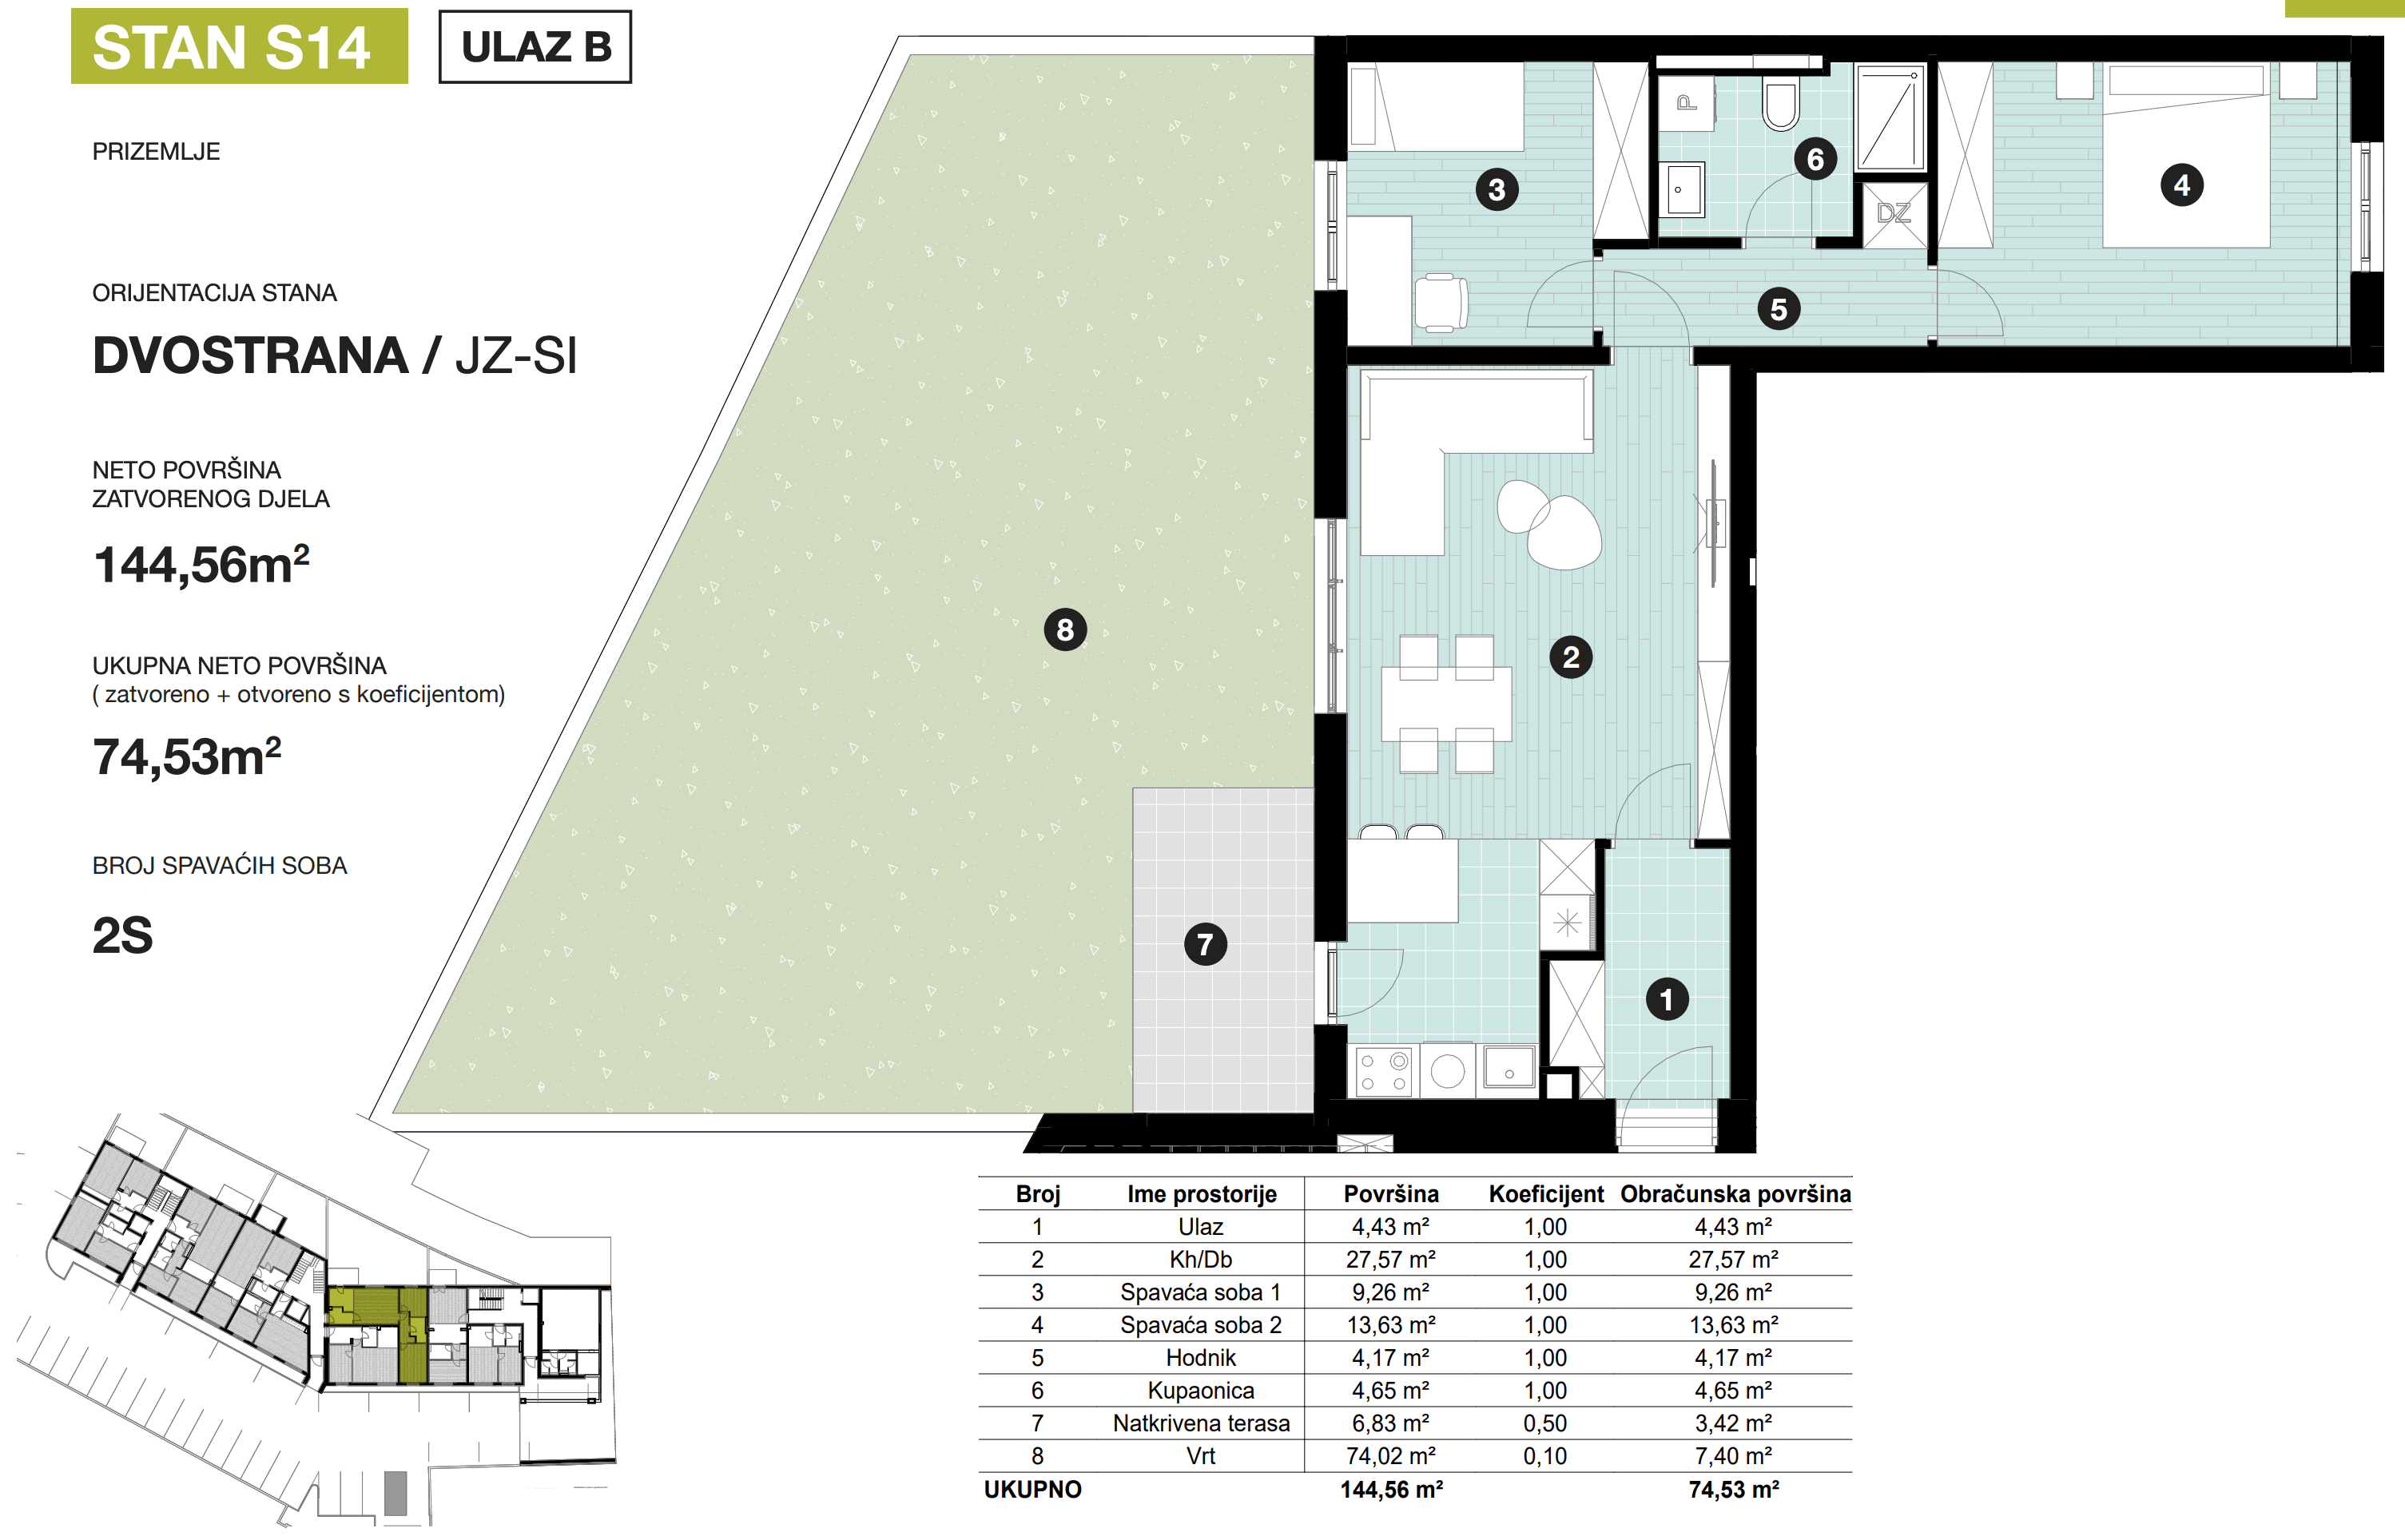 STAN S14
ULAZ B
PRIZEMLJE
ORIJENTACIJA STANA
DVOSTRANA / JZ-SI
NETO POVRŠINA
ZATVORENOG DJELA
144,56m²
UKUPNA NETO POVRŠINA
( zatvoreno + otvoreno s koeficijentom)
74,53m²
BROJ SPAVAĆIH SOBA
2S
P
6
3
4
DZ
5
8
2
7
1
Broj Ime prostorije Površina Koeficijent Obračunska površina
1 Ulaz 4,43 m² 1,00 4,43 m²
2 Kh/Db 27,57 m² 1,00 27,57 m²
3 Spavaća soba 1 9,26 m² 1,00 9,26 m²
4 Spavaća soba 2 13,63 m² 1,00 13,63 m²
5 Hodnik 4,17 m² 1,00 4,17 m²
6 Kupaonica 4,65 m² 1,00 4,65 m²
7 Natkrivena terasa 6,83 m² 0,50 3,42 m²
8 Vrt 74,02 m² 0,10 7,40 m²
UKUPNO 144,56 m² 74,53 m²